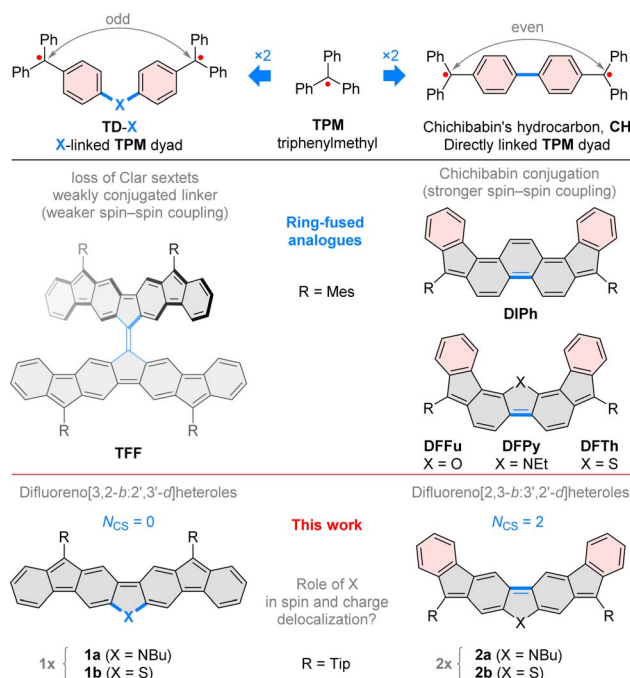 odd
even
Ph
Ph
Ph
Ph
×2
Ph
Ph
Ph
×2
Ph
Ph
Ph
Ph
X
TD-X
X-linked TPM dyad
TPM
triphenylmethyl
Chichibabin's hydrocarbon, CH
Directly linked TPM dyad
loss of Clar sextets
weakly conjugated linker
(weaker spin–spin coupling)
Ring-fused
analogues
R = Mes
Chichibabin conjugation
(stronger spin–spin coupling)
R
R
R
R
TFF
R
R
DIPh
X
R
R
DFFu
X = O
DFPy
X = NEt
DFTh
X = S
Difluoreno[3,2-b:2',3'-d]heteroles
NCS = 0
This work
Difluoreno[2,3-b:3',2'-d]heteroles
NCS = 2
R
R
X
Role of X
in spin and charge
delocalization?
R
R
X
1x { 1a (X = NBu)
1b (X = S)
R = Tip
2x { 2a (X = NBu)
2b (X = S)